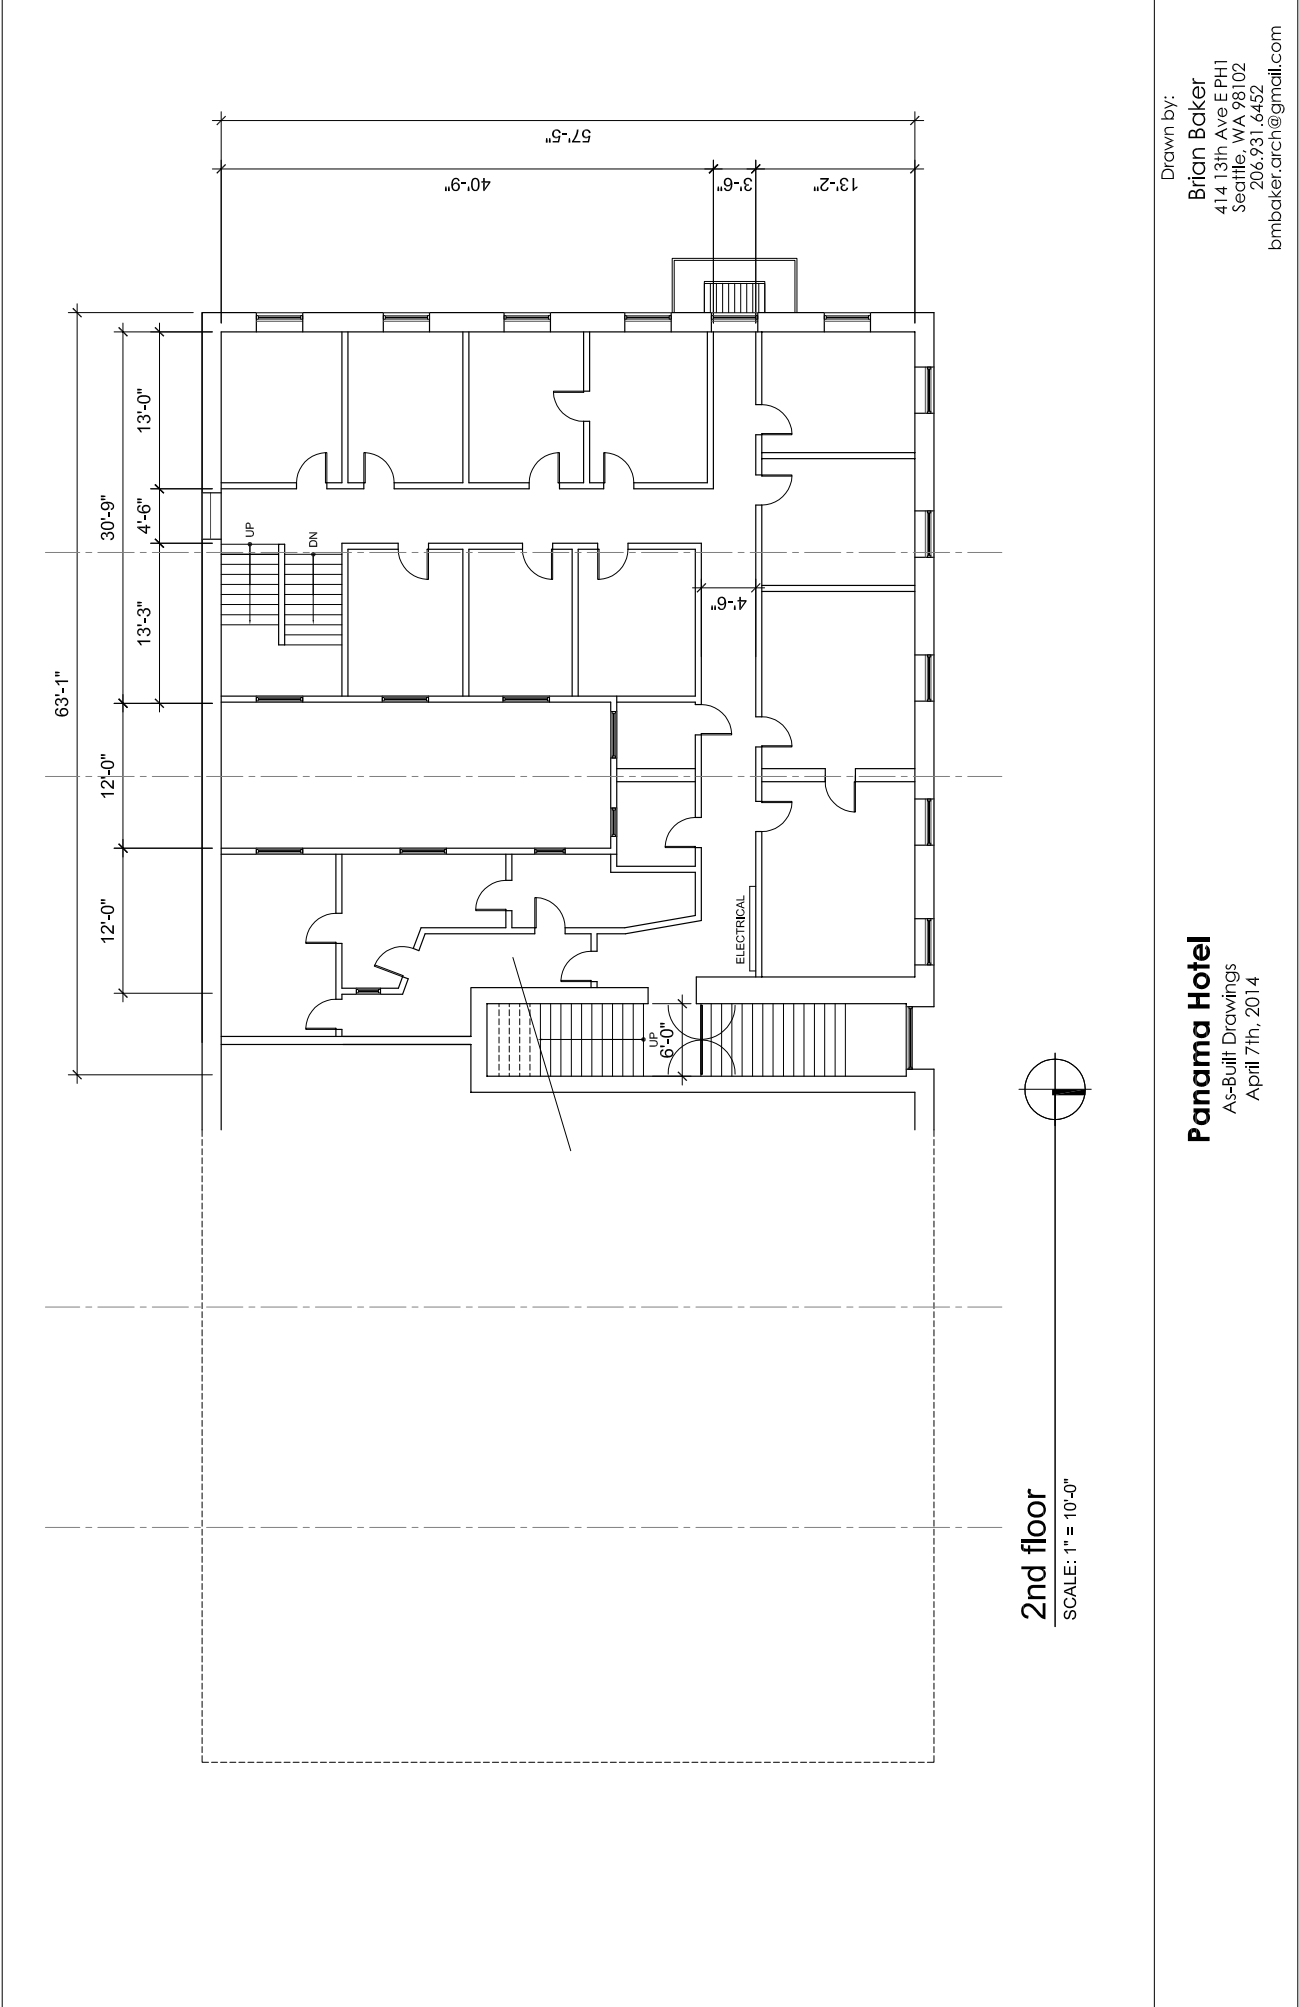 57'-5"
40'-9"
3'-6"
13'-2"
63'-1"
30'-9"
12'-0"
12'-0"
13'-0"
4'-6"
13'-3"
UP
DN
4'-6"
ELECTRICAL
UP
6'-0"
2nd floor
SCALE: 1" = 10'-0"
Panama Hotel
As-Built Drawings
April 7th, 2014
Drawn by:
Brian Baker
414 13th Ave E PH1
Seattle, WA 98102
206.931.6452
bmbaker.arch@gmail.com